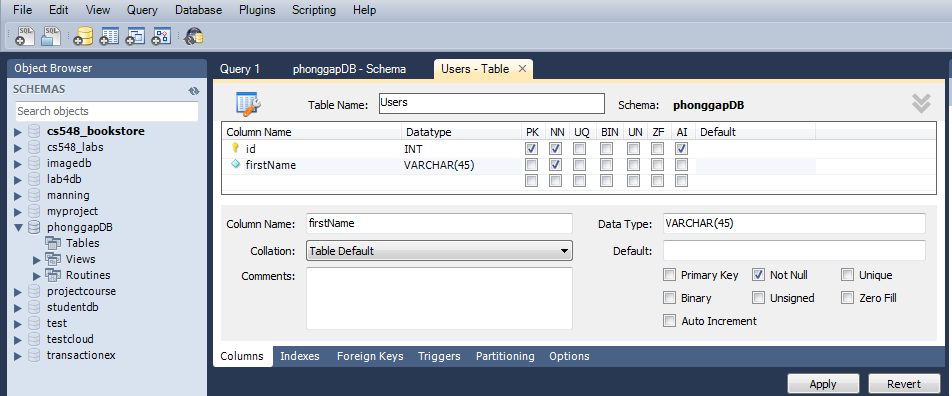 File Edit View Query Database Plugins Scripting Help
SQL SQL
Object Browser
SCHEMAS
Search objects
cs548_bookstore
cs548_labs
imagedb
lab4db
manning
myproject
phonggapDB
Tables
Views
Routines
projectcourse
studentdb
test
testcloud
transactionex
Query 1 phonggapDB - Schema Users - Table
Table Name: Users Schema: phonggapDB
Column Name Datatype PK NN UQ BIN UN ZF AI Default
id INT
firstName VARCHAR(45)
Column Name: firstName Data Type: VARCHAR(45)
Collation: Table Default Default:
Comments: Primary Key Not Null Unique
Binary Unsigned Zero Fill
Auto Increment
Columns Indexes Foreign Keys Triggers Partitioning Options
Apply Revert